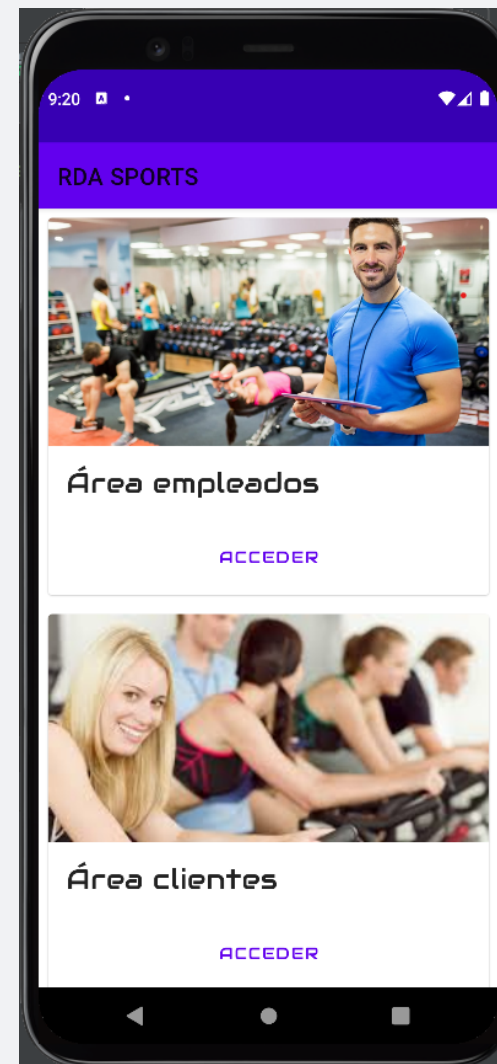 9:20
RDA SPORTS
Área empleados
ACCEDER
Área clientes
ACCEDER